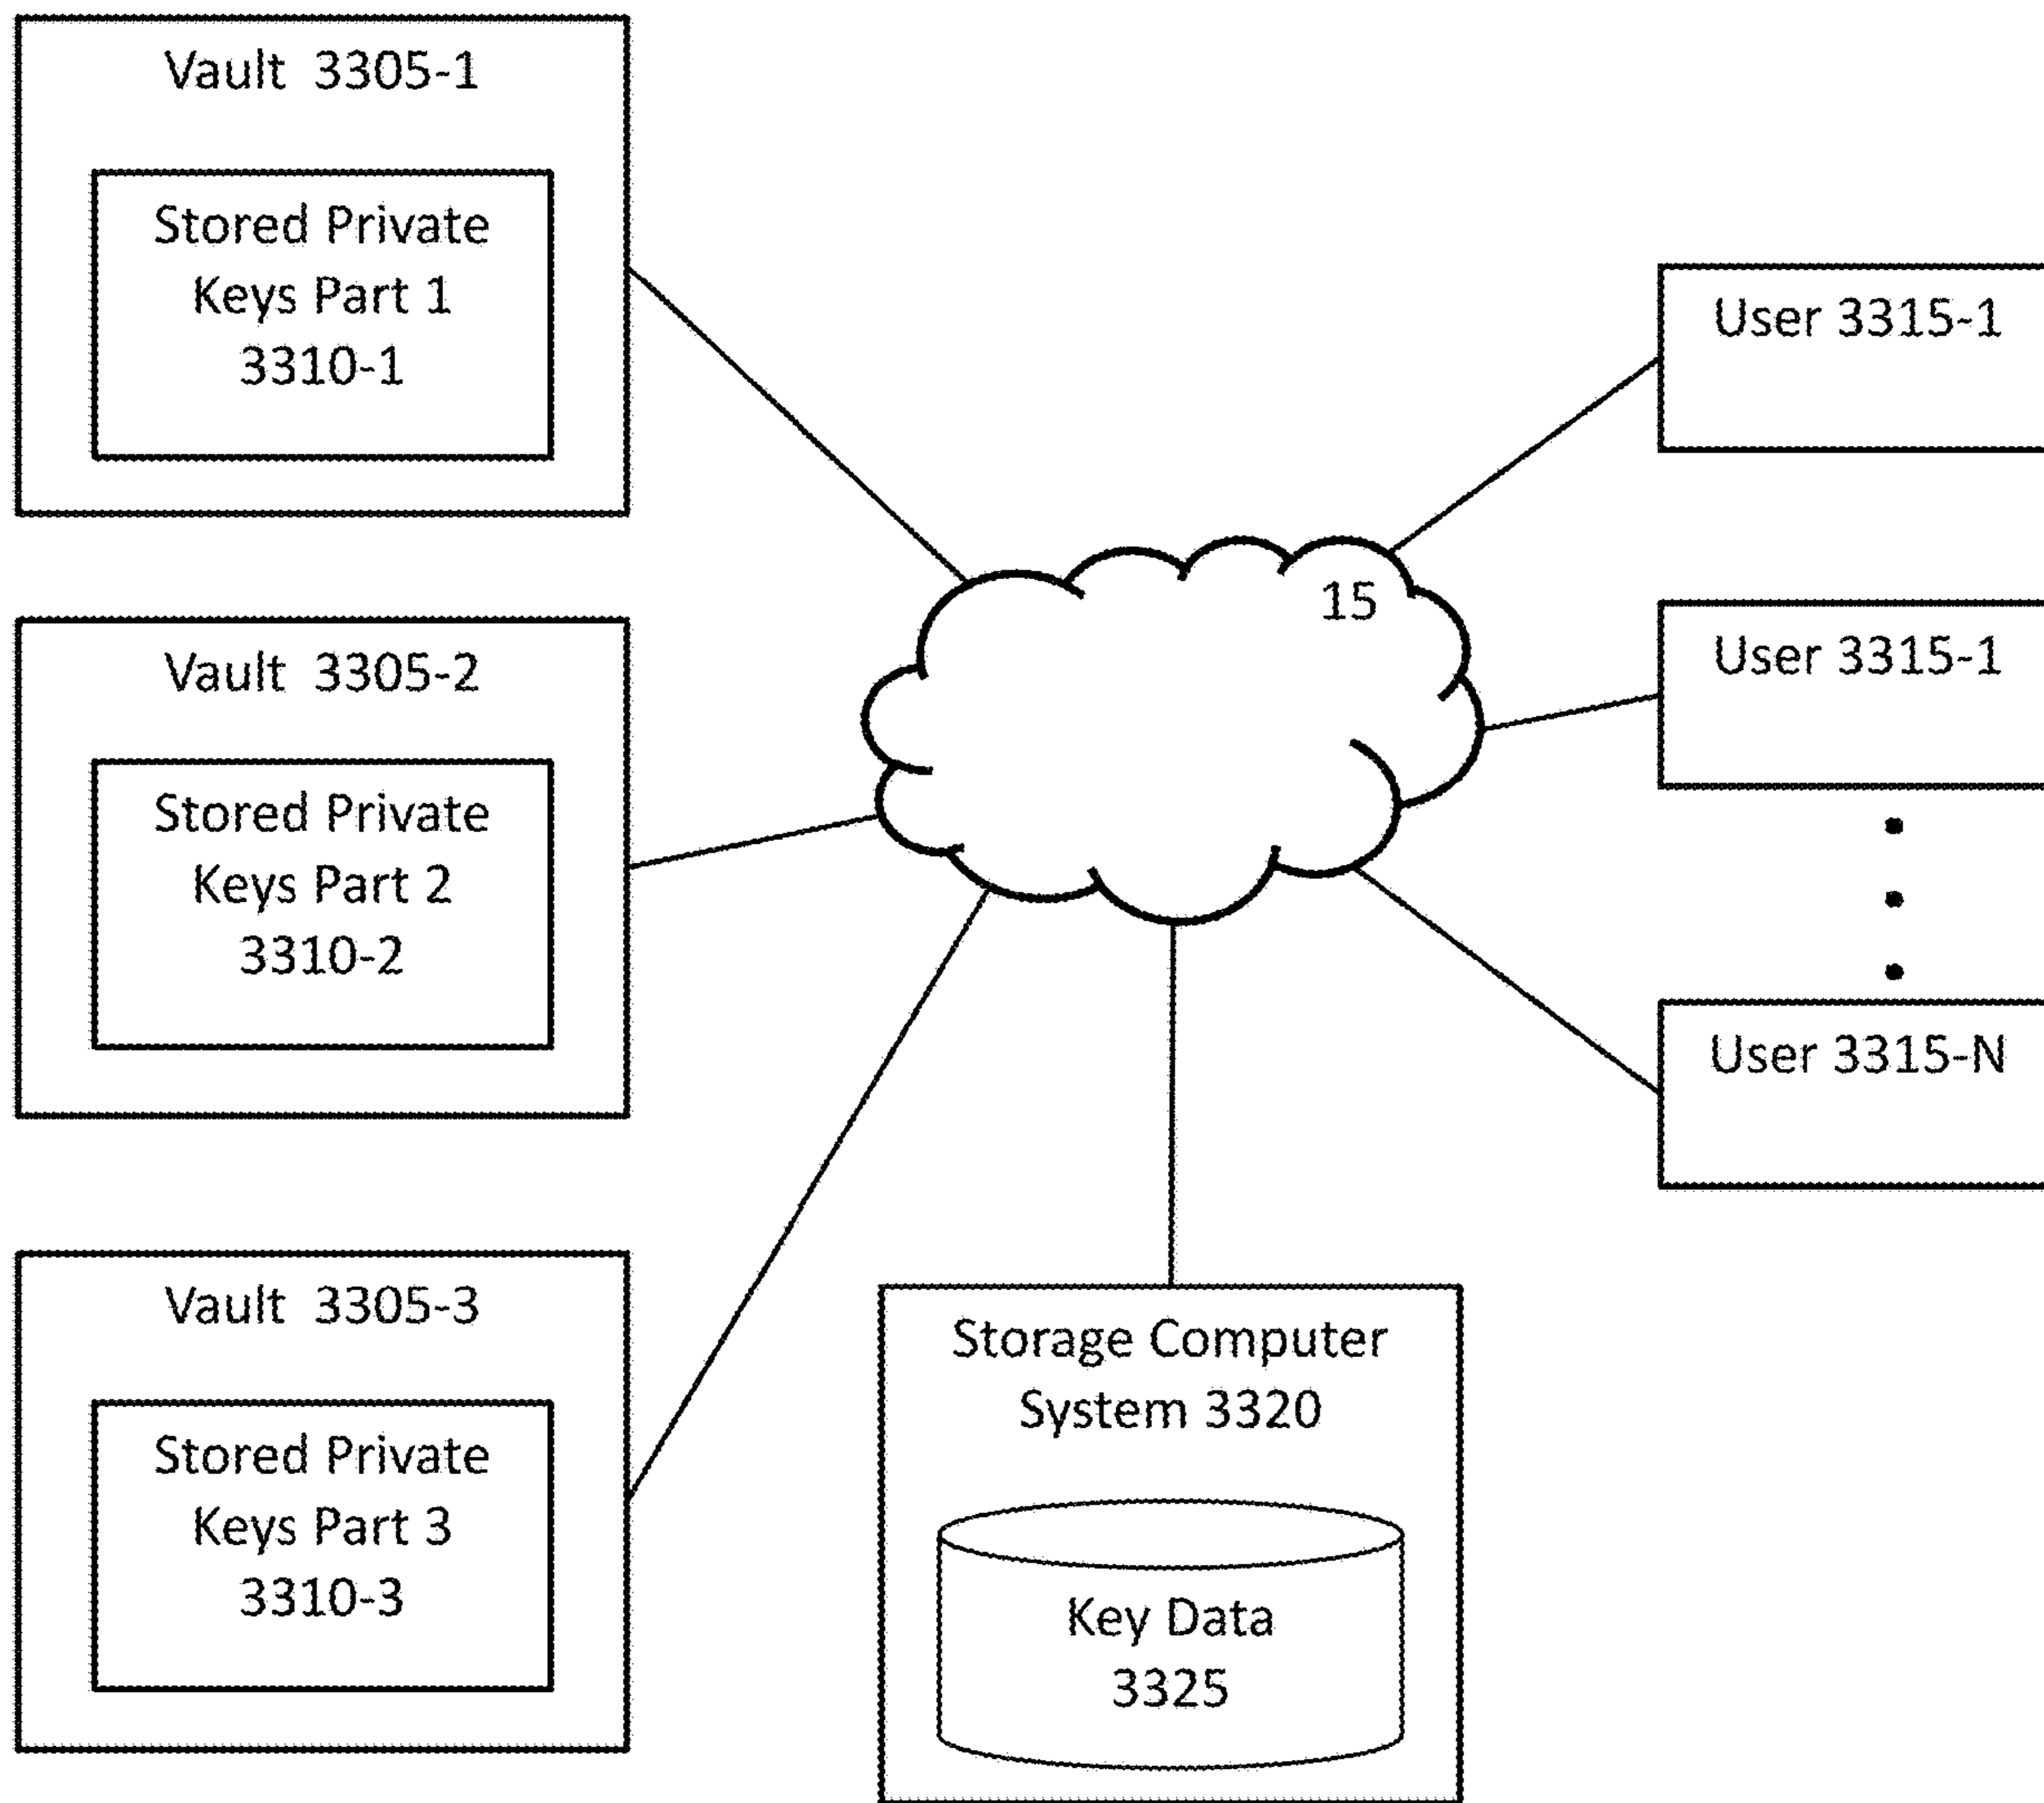 Vault 3305-1
Stored Private
Keys Part 1
3310-1
Vault 3305-2
Stored Private
Keys Part 2
3310-2
Vault 3305-3
Stored Private
Keys Part 3
3310-3
15
User 3315-1
User 3315-1
User 3315-N
Storage Computer
System 3320
Key Data
3325